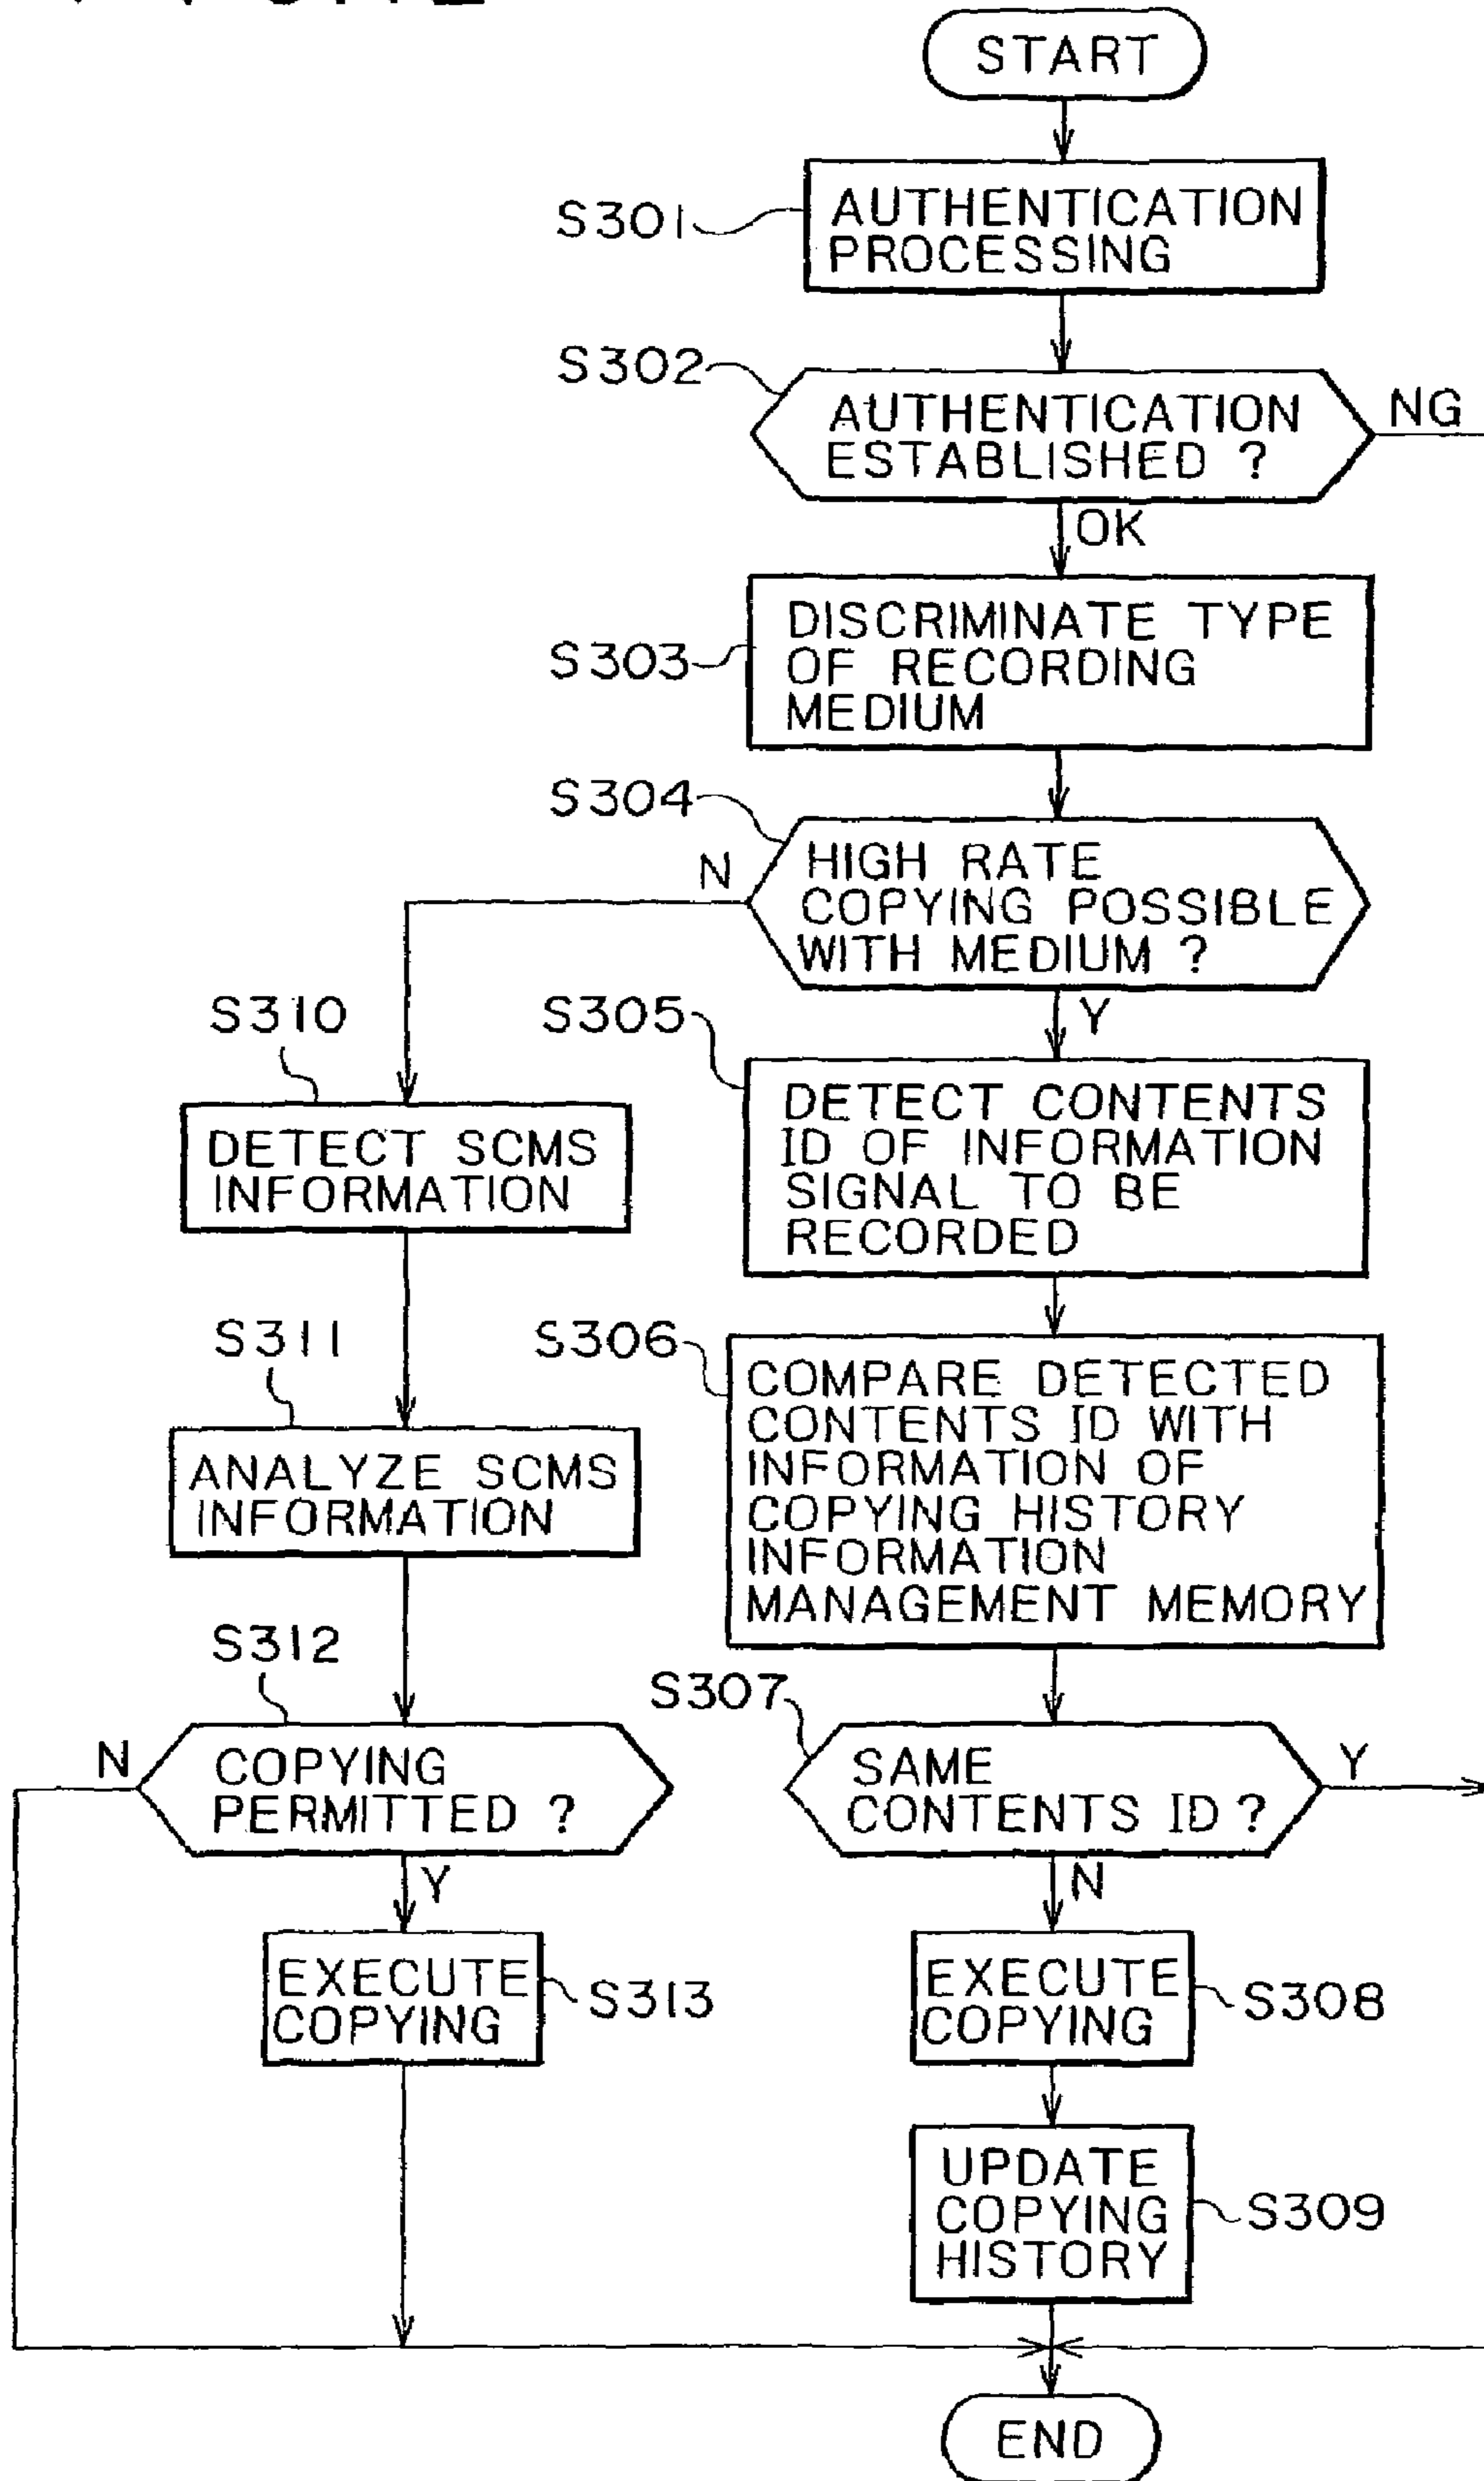 START
S301
AUTHENTICATION
PROCESSING
S302
AUTHENTICATION
ESTABLISHED ?
NG
OK
S303
DISCRIMINATE TYPE
OF RECORDING
MEDIUM
S304
HIGH RATE
COPYING POSSIBLE
WITH MEDIUM ?
N
Y
S310
DETECT SCMS
INFORMATION
S305
DETECT CONTENTS
ID OF INFORMATION
SIGNAL TO BE
RECORDED
S311
ANALYZE SCMS
INFORMATION
S306
COMPARE DETECTED
CONTENTS ID WITH
INFORMATION OF
COPYING HISTORY
INFORMATION
MANAGEMENT MEMORY
S312
N
COPYING
PERMITTED ?
Y
S307
SAME
CONTENTS ID ?
Y
N
EXECUTE
COPYING
S313
EXECUTE
COPYING
S308
UPDATE
COPYING
HISTORY
S309
END